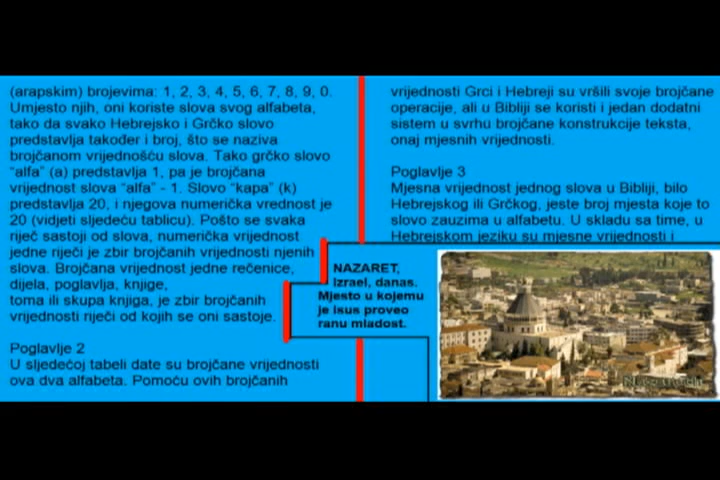 (arapskim) brojevima: 1, 2, 3, 4, 5, 6, 7, 8, 9, 0.
Umjesto njih, oni koriste slova svog alfabeta,
tako da svako Hebrejsko i Grčko slovo
predstavlja također i broj, što se naziva
brojčanom vrijednošću slova. Tako grčko slovo
“alfa” (a) predstavlja 1, pa je brojčana
vrijednost slova “alfa” - 1. Slovo “kapa” (k)
predstavlja 20, i njegova numerička vrednost je
20 (vidjeti sljedeću tablicu). Pošto se svaka
riječ sastoji od slova, numerička vrijednost
jedne riječi je zbir brojčanih vrijednosti njenih
slova. Brojčana vrijednost jedne rečenice,
dijela, poglavlja, knjige,
toma ili skupa knjiga, je zbir brojčanih
vrijednosti riječi od kojih se oni sastoje.
Poglavlje 2
U sljedećoj tabeli date su brojčane vrijednosti
ova dva alfabeta. Pomoću ovih brojčanih
vrijednosti Grci i Hebreji su vršili svoje brojčane
operacije, ali u Bibliji se koristi i jedan dodatni
sistem u svrhu brojčane konstrukcije teksta,
onaj mjesnih vrijednosti.
Poglavlje 3
Mjesna vrijednost jednog slova u Bibliji, bilo
Hebrejskog ili Grčkog, jeste broj mjesta koje to
slovo zauzima u alfabetu. U skladu sa time, u
Hebrejskom jeziku su mjesne vrijednosti i
NAZARET,
Izrael, danas.
Mjesto u kojemu
je isus proveo
ranu mladost.